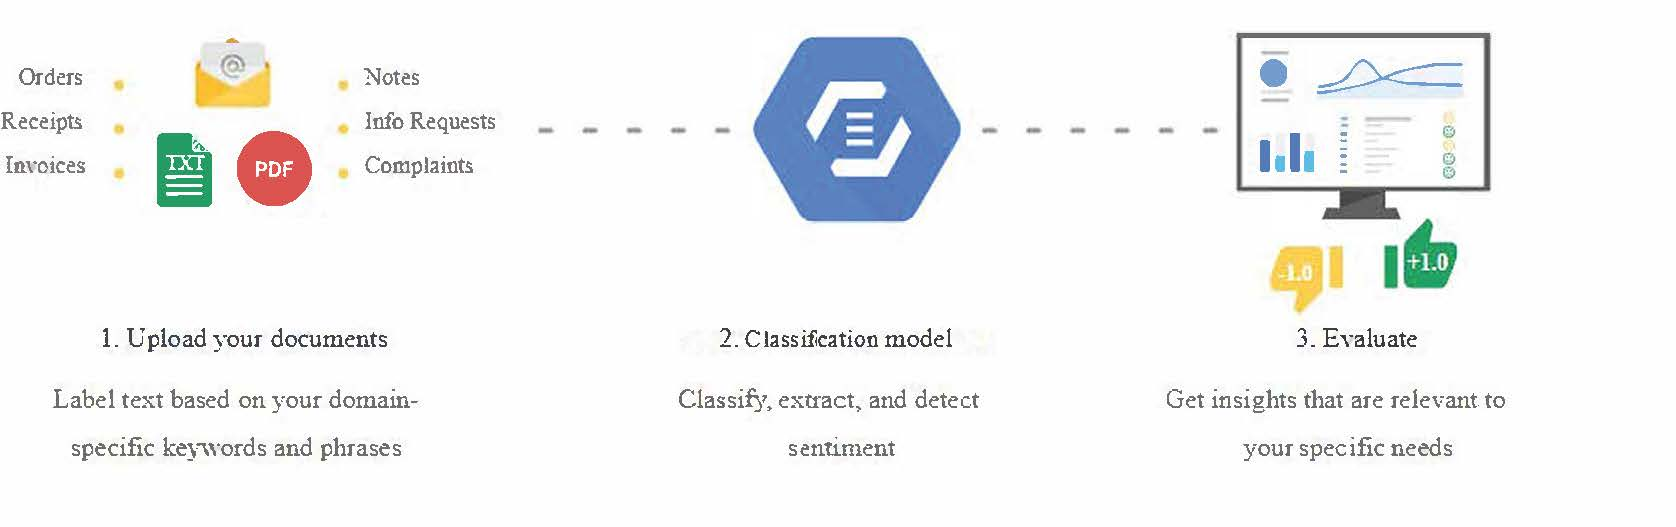 Orders
Receipts
Invoices
@
TXT
PDF
Notes
Info Requests
Complaints
-1.0
+1.0
1. Upload your documents
Label text based on your domain-
specific keywords and phrases
2. Classification model
Classify, extract, and detect
sentiment
3. Evaluate
Get insights that are relevant to
your specific needs